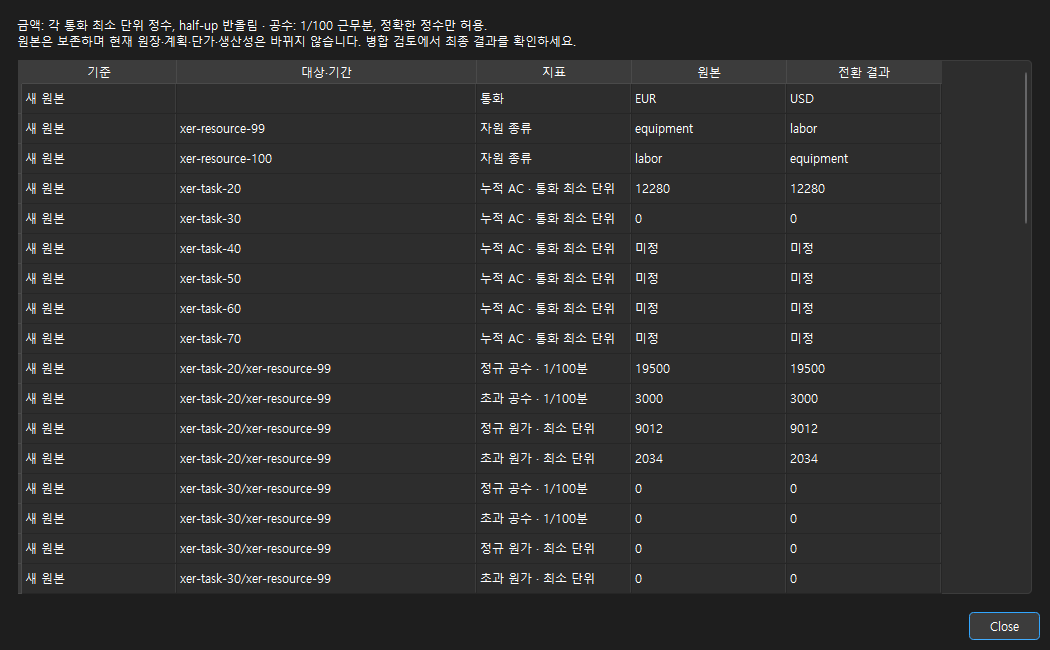 금액: 각 통화 최소 단위 정수, half-up 반올림 · 공수: 1/100 근무분, 정확한 정수만 허용.
원본은 보존하며 현재 원장·계획·단가·생산성은 바뀌지 않습니다. 병합 검토에서 최종 결과를 확인하세요.
기준 대상·기간 지표 원본 전환 결과
새 원본 통화 EUR USD
새 원본 xer-resource-99 자원 종류 equipment labor
새 원본 xer-resource-100 자원 종류 labor equipment
새 원본 xer-task-20 누적 AC · 통화 최소 단위 12280 12280
새 원본 xer-task-30 누적 AC · 통화 최소 단위 0 0
새 원본 xer-task-40 누적 AC · 통화 최소 단위 미정 미정
새 원본 xer-task-50 누적 AC · 통화 최소 단위 미정 미정
새 원본 xer-task-60 누적 AC · 통화 최소 단위 미정 미정
새 원본 xer-task-70 누적 AC · 통화 최소 단위 미정 미정
새 원본 xer-task-20/xer-resource-99 정규 공수 · 1/100분 19500 19500
새 원본 xer-task-20/xer-resource-99 초과 공수 · 1/100분 3000 3000
새 원본 xer-task-20/xer-resource-99 정규 원가 · 최소 단위 9012 9012
새 원본 xer-task-20/xer-resource-99 초과 원가 · 최소 단위 2034 2034
새 원본 xer-task-30/xer-resource-99 정규 공수 · 1/100분 0 0
새 원본 xer-task-30/xer-resource-99 초과 공수 · 1/100분 0 0
새 원본 xer-task-30/xer-resource-99 정규 원가 · 최소 단위 0 0
새 원본 xer-task-30/xer-resource-99 초과 원가 · 최소 단위 0 0
Close